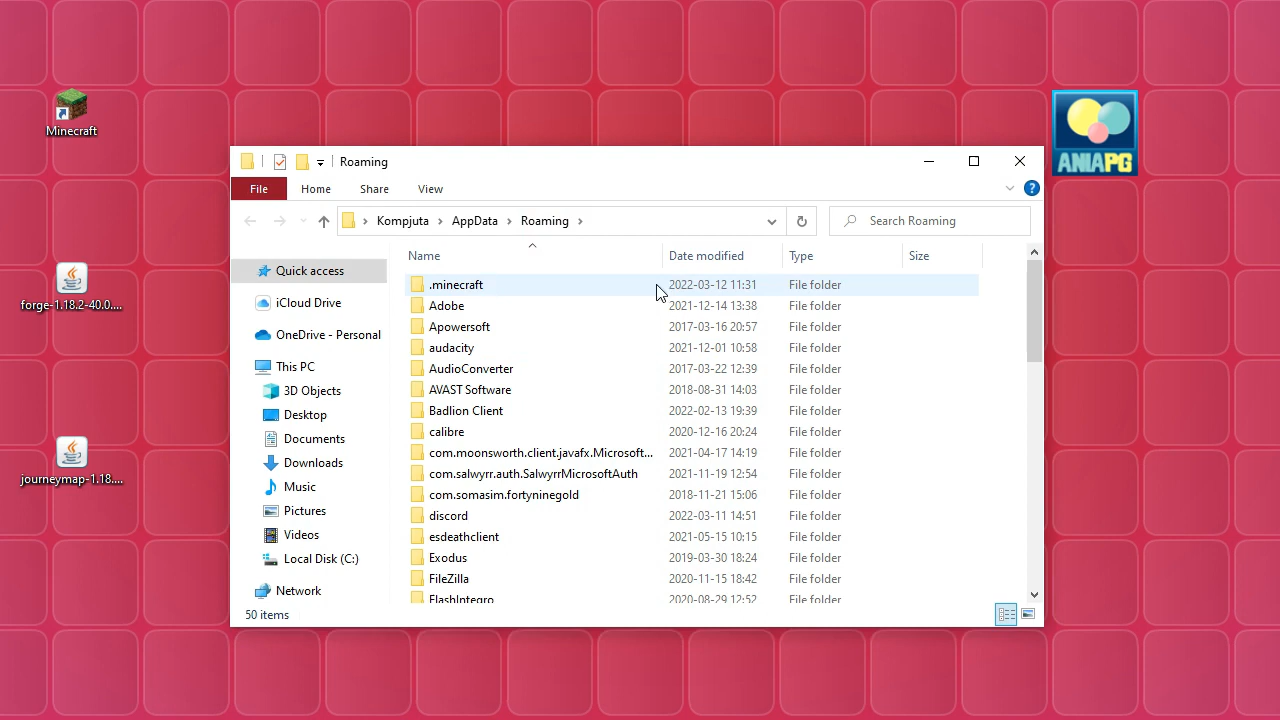 Minecraft
forge-1.18.2-40.0....
journeymap-1.18....
ANIAPG
Roaming
File Home Share View
Kompjuta AppData Roaming
Search Roaming
Quick access
iCloud Drive
OneDrive - Personal
This PC
3D Objects
Desktop
Documents
Downloads
Music
Pictures
Videos
Local Disk (C:)
Network
Name Date modified Type Size
.minecraft 2022-03-12 11:31 File folder
Adobe 2021-12-14 13:38 File folder
Apowersoft 2017-03-16 20:57 File folder
audacity 2021-12-01 10:58 File folder
AudioConverter 2017-03-22 12:39 File folder
AVAST Software 2018-08-31 14:03 File folder
Badlion Client 2022-02-13 19:39 File folder
calibre 2020-12-16 20:24 File folder
com.moonsworth.client.javafx.Microsoft... 2021-04-17 14:19 File folder
com.salwyrr.auth.SalwyrrMicrosoftAuth 2021-11-19 12:54 File folder
com.somasim.fortyninegold 2018-11-21 15:06 File folder
discord 2022-03-11 14:51 File folder
esdeathclient 2021-05-15 10:15 File folder
Exodus 2019-03-30 18:24 File folder
FileZilla 2020-11-15 18:42 File folder
FlashIntegro 2020-08-29 12:52 File folder
50 items